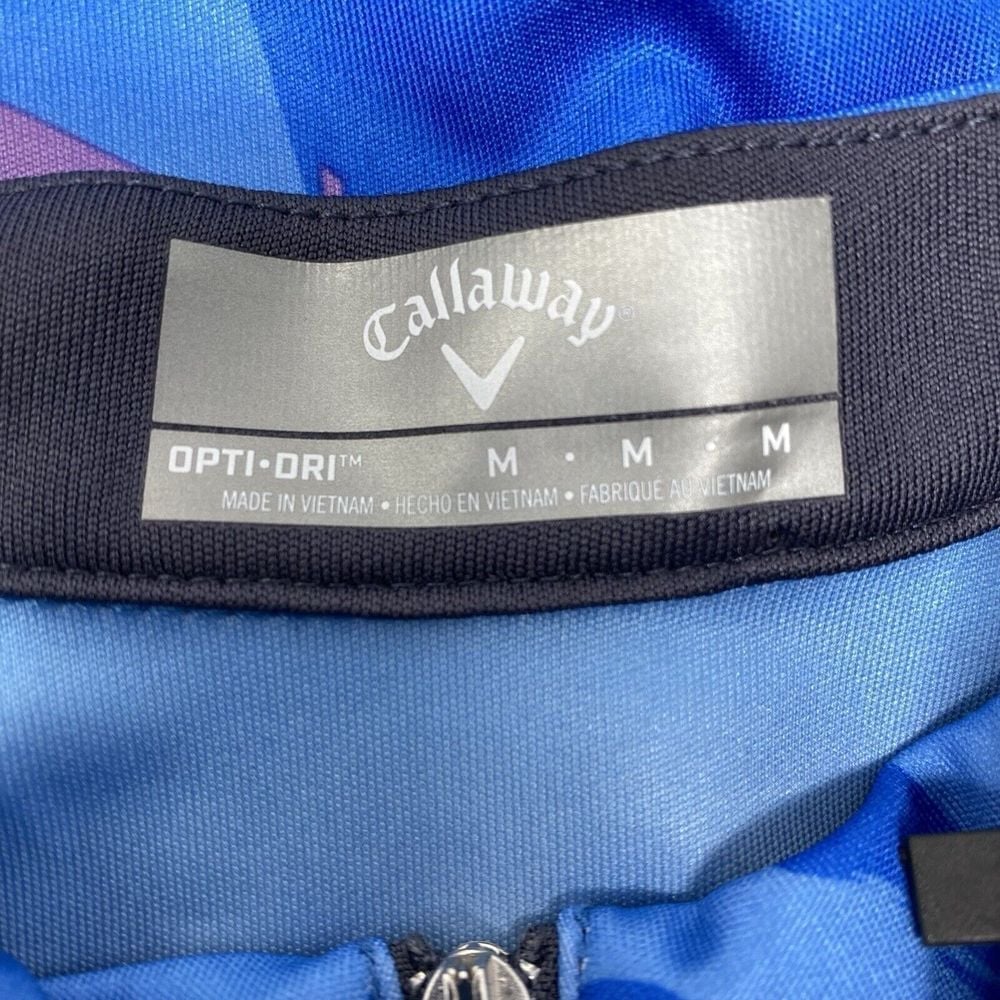 Callaway®
OPTI•DRI™ M • M • M
MADE IN VIETNAM • HECHO EN VIETNAM • FABRIQUE AU VIETNAM